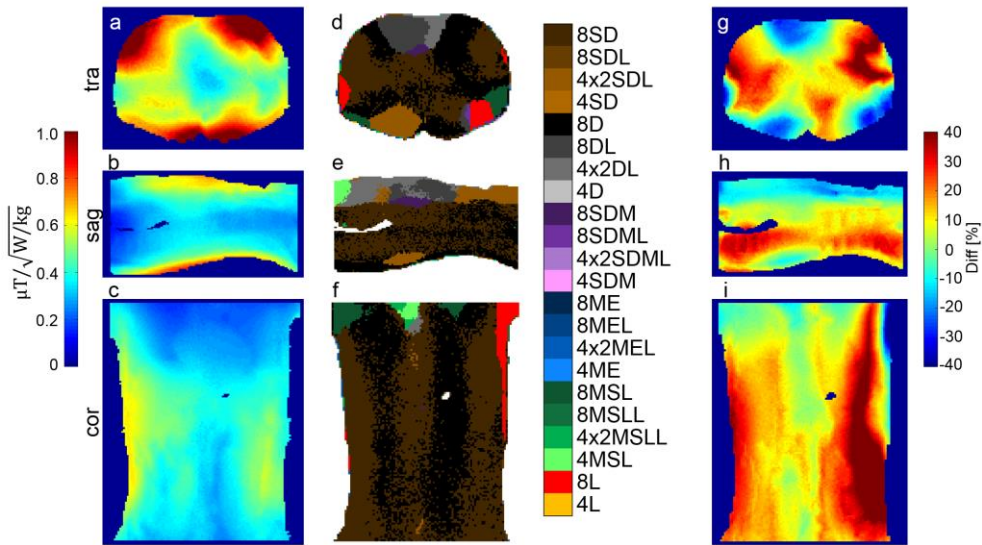 a
b
c
tra
sag
cor
µT/√W/kg
1.0
0.8
0.6
0.4
0.2
0
d
e
f
8SD
8SDL
4x2SDL
4SD
8D
8DL
4x2DL
4D
8SDM
8SDML
4x2SDML
4SDM
8ME
8MEL
4x2MEL
4ME
8MSL
8MSLL
4x2MSLL
4MSL
8L
4L
g
h
i
40
30
20
10
0
-10
-20
-30
-40
Diff [%]